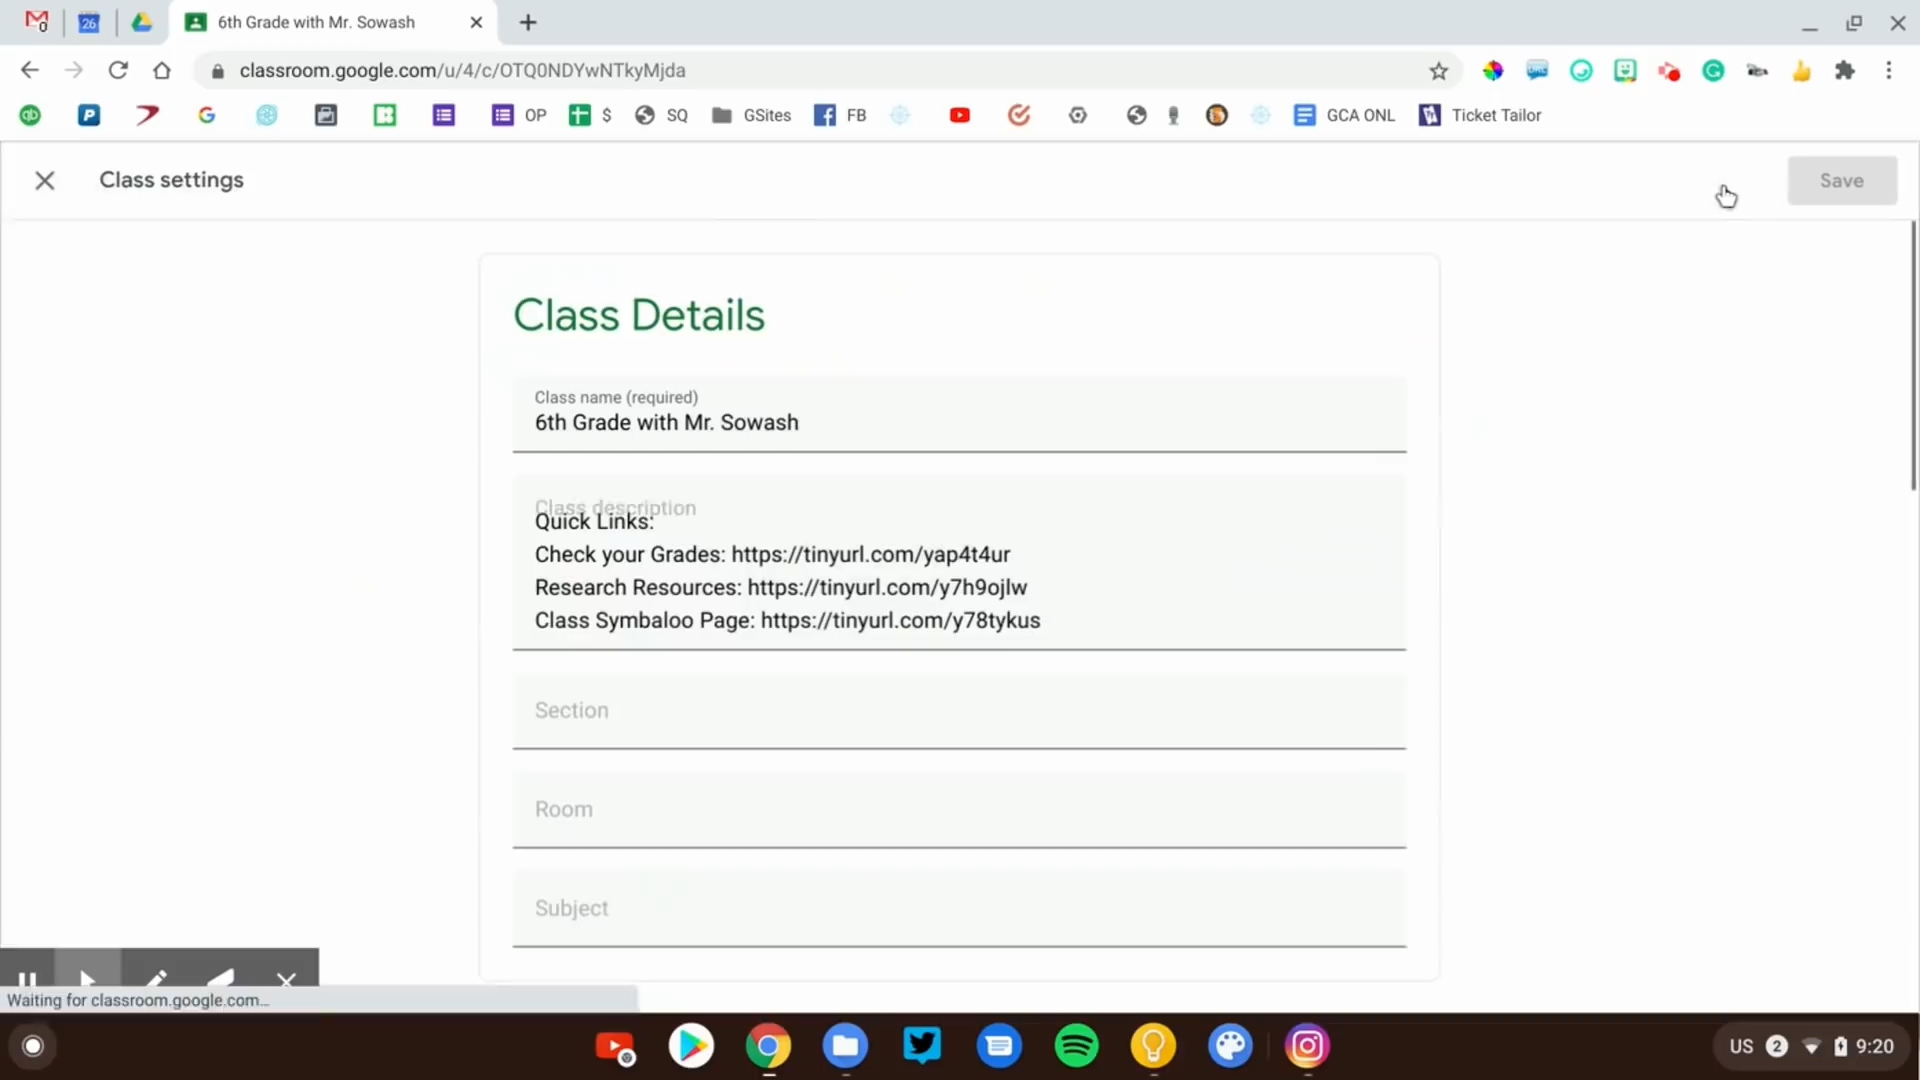 6th Grade with Mr. Sowash
classroom.google.com/u/4/c/OTQ0NDYwNTkyMjda
OP
$
SQ
GSites
FB
GCA ONL
Ticket Tailor
Class settings
Save
Class Details
Class name (required)
6th Grade with Mr. Sowash
Class description
Quick Links:
Check your Grades: https://tinyurl.com/yap4t4ur
Research Resources: https://tinyurl.com/y7h9ojlw
Class Symbaloo Page: https://tinyurl.com/y78tykus
Section
Room
Subject
Waiting for classroom.google.com...
US 2 9:20